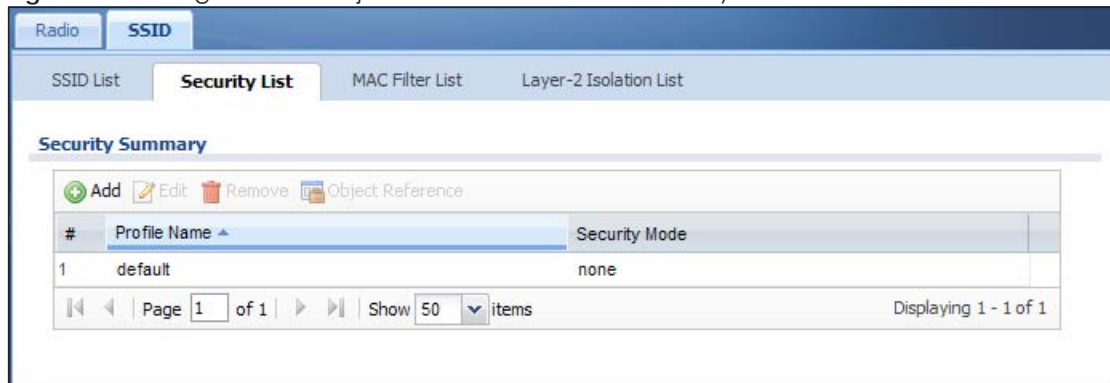 Radio SSID
SSID List Security List MAC Filter List Layer-2 Isolation List
Security Summary
Add Edit Remove Object Reference
# Profile Name Security Mode
1 default none
Page 1 of 1 Show 50 items Displaying 1 - 1 of 1